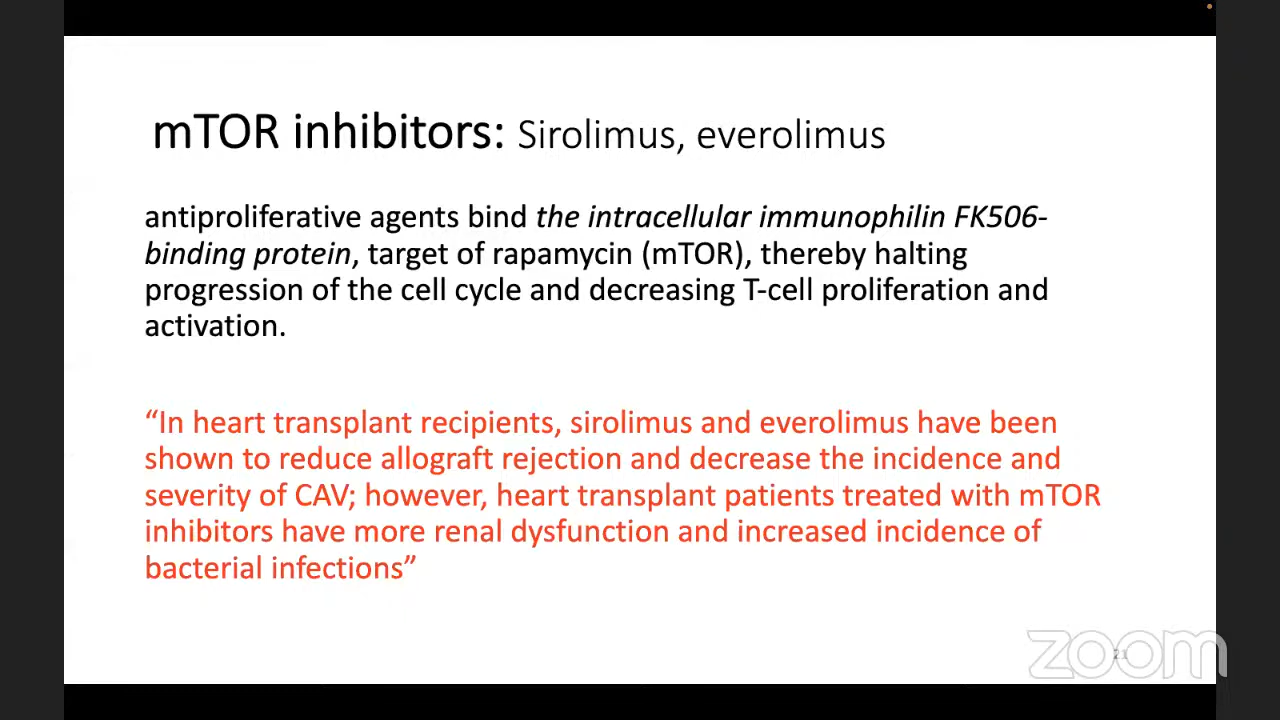 mTOR inhibitors: Sirolimus, everolimus
antiproliferative agents bind the intracellular immunophilin FK506-
binding protein, target of rapamycin (mTOR), thereby halting
progression of the cell cycle and decreasing T-cell proliferation and
activation.
“In heart transplant recipients, sirolimus and everolimus have been
shown to reduce allograft rejection and decrease the incidence and
severity of CAV; however, heart transplant patients treated with mTOR
inhibitors have more renal dysfunction and increased incidence of
bacterial infections”
21
zoom